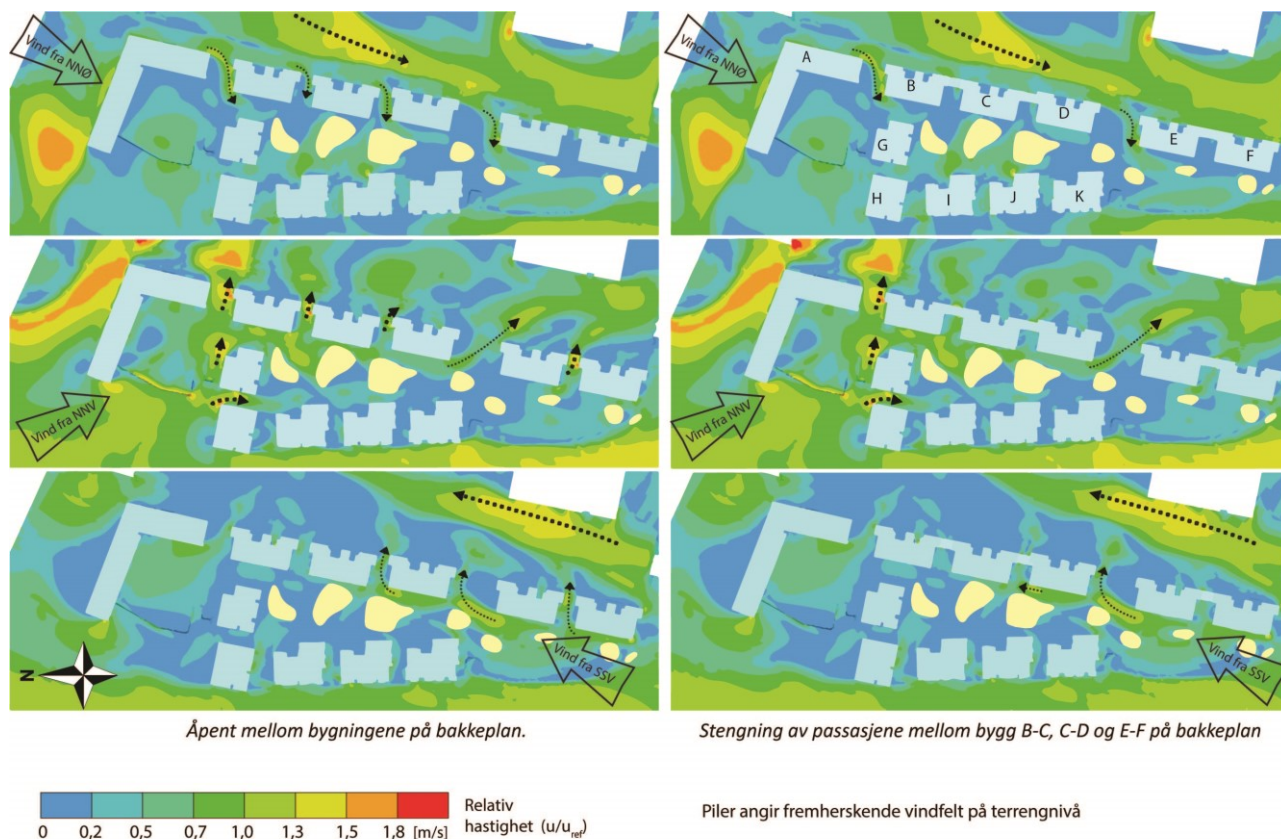 Vind fra NNØ
Vind fra NNØ
A
B
C
D
E
F
G
H
I
J
K
Vind fra NNV
Vind fra NNV
Vind fra SSV
Vind fra SSV
N
Åpent mellom bygningene på bakkeplan.
Stengning av passasjene mellom bygg B-C, C-D og E-F på bakkeplan
0 0,2 0,5 0,7 1,0 1,3 1,5 1,8 [m/s]
Relativ
hastighet (u/uref)
Piler angir fremherskende vindfelt på terrengnivå